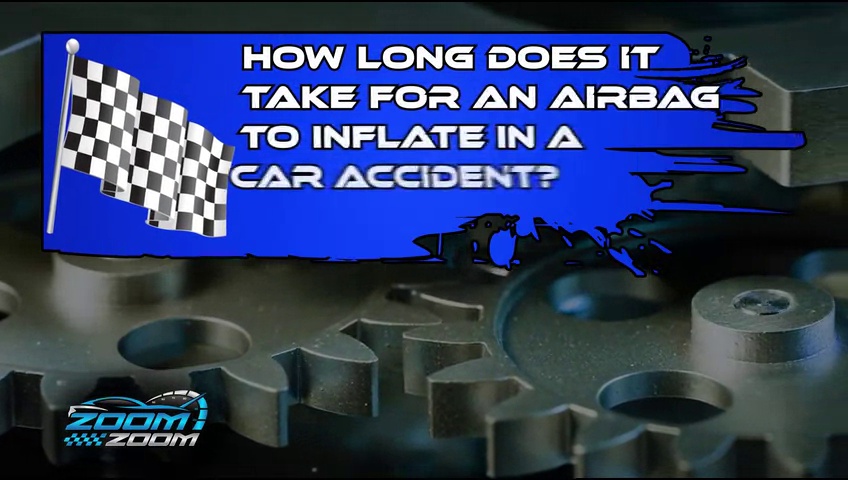 HOW LONG DOES IT
TAKE FOR AN AIRBAG
TO INFLATE IN A
CAR ACCIDENT?
ZOOM
ZOOM